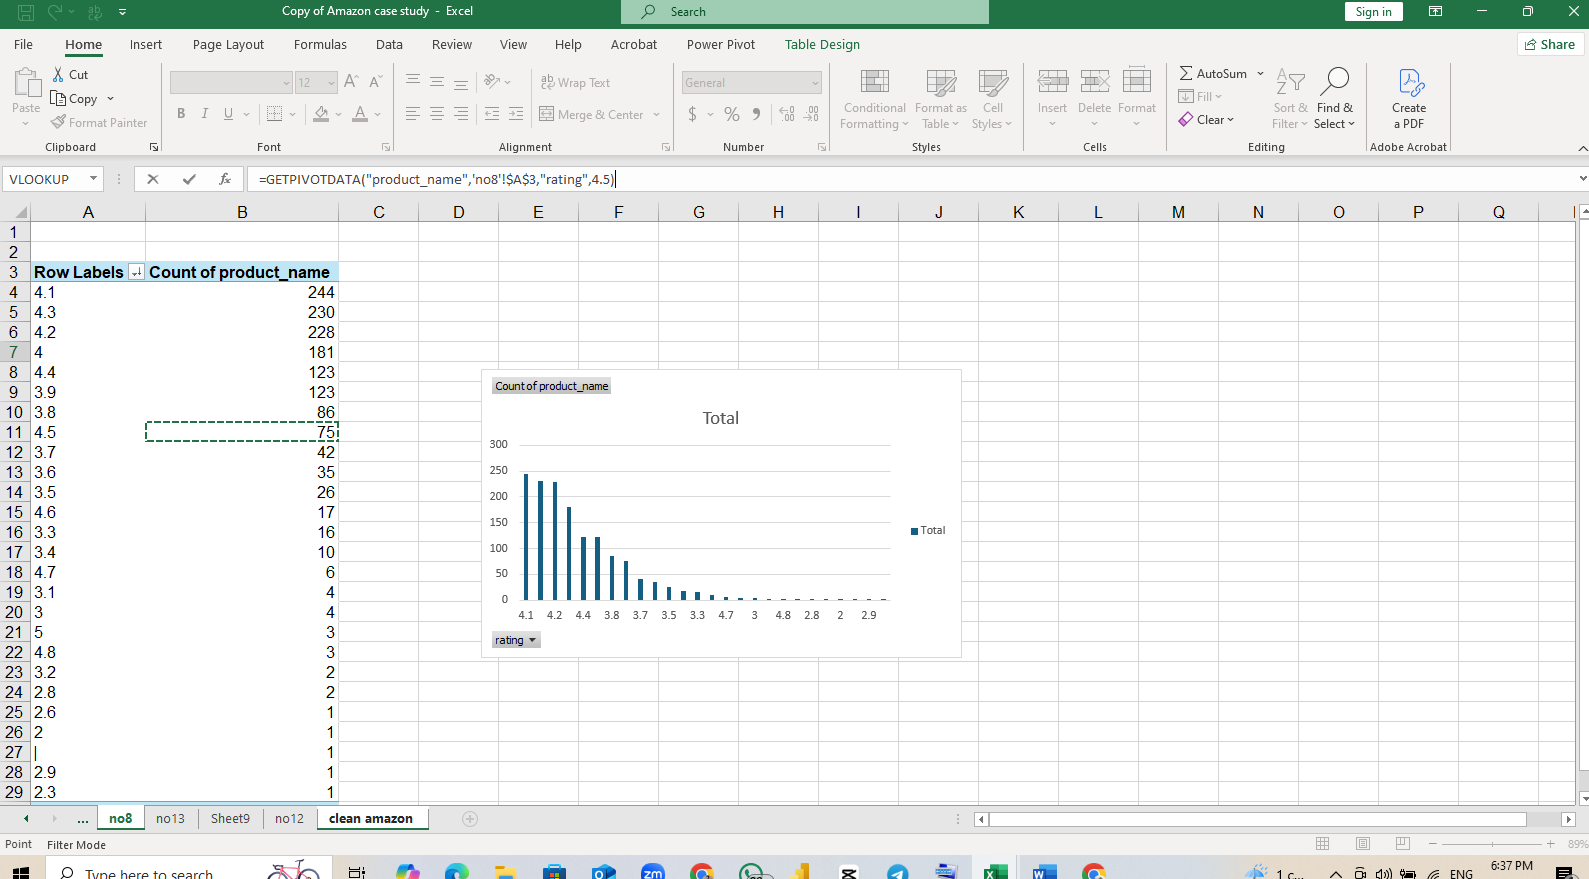 Copy of Amazon case study - Excel
Search
Sign in
File Home Insert Page Layout Formulas Data Review View Help Acrobat Power Pivot Table Design
Share
Paste
Cut
Copy
Format Painter
Clipboard
12
B I U
Font
Wrap Text
Merge & Center
Alignment
General
$ % 9
Number
Conditional Formatting
Format as Table
Cell Styles
Styles
Insert Delete Format
Cells
AutoSum
Fill
Clear
Sort & Filter
Find & Select
Editing
Create a PDF
Adobe Acrobat
VLOOKUP
fx
=GETPIVOTDATA("product_name",'no8'!$A$3,"rating",4.5)
A B C D E F G H I J K L M N O P Q
1
2
3 Row Labels Count of product_name
4 4.1 244
5 4.3 230
6 4.2 228
7 4 181
8 4.4 123
9 3.9 123
10 3.8 86
11 4.5 75
12 3.7 42
13 3.6 35
14 3.5 26
15 4.6 17
16 3.3 16
17 3.4 10
18 4.7 6
19 3.1 4
20 3 4
21 5 3
22 4.8 3
23 3.2 2
24 2.8 2
25 2.6 1
26 2 1
27 | 1
28 2.9 1
29 2.3 1
Count of product_name
Total
300
250
200
150
100
50
0
4.1 4.2 4.4 3.8 3.7 3.5 3.3 4.7 3 4.8 2.8 2 2.9
Total
rating
... no8 no13 Sheet9 no12 clean amazon
Point Filter Mode
89%
Type here to search
zm
1 c...
ENG
6:37 PM